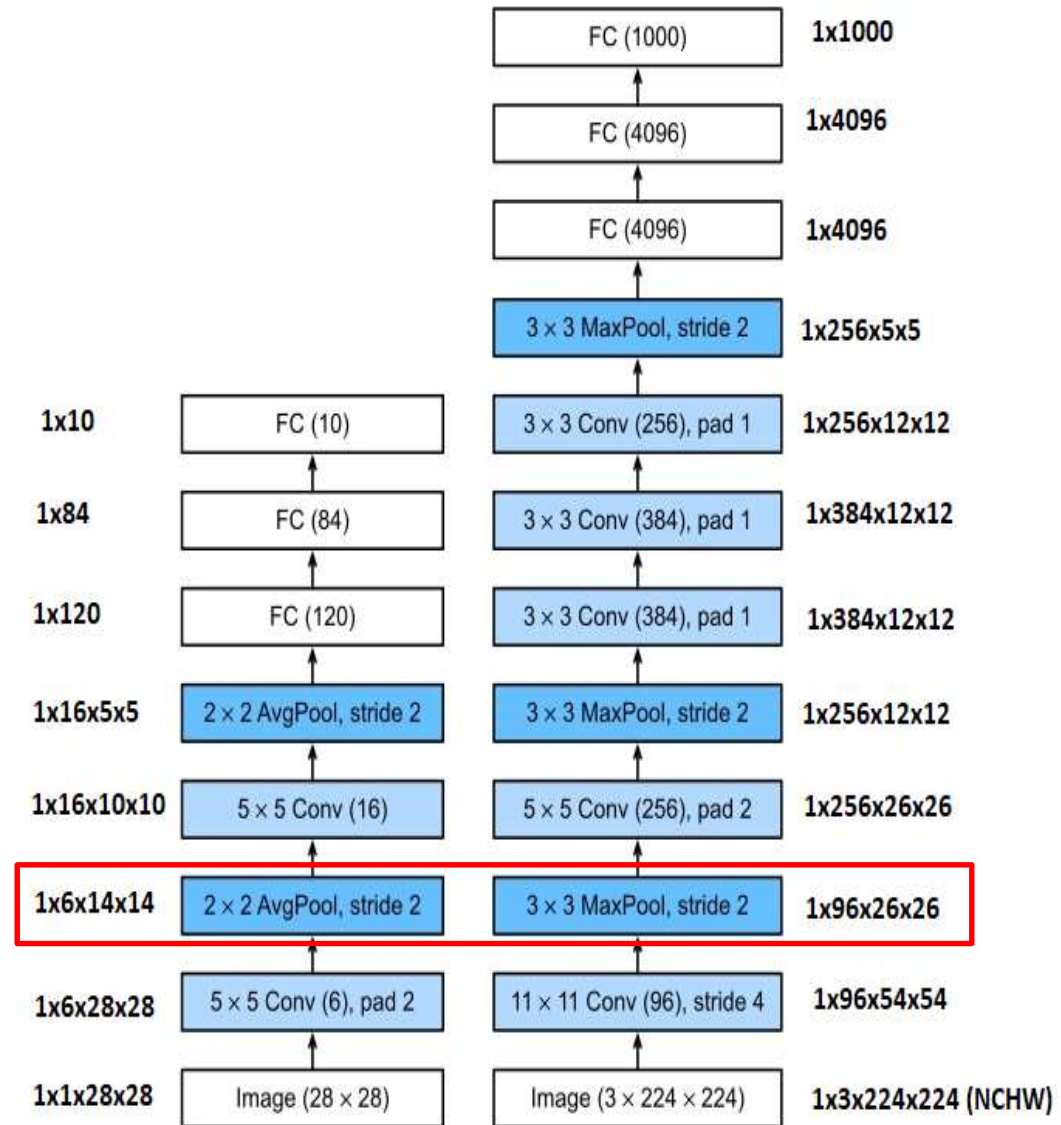 FC (1000) 1x1000
FC (4096) 1x4096
FC (4096) 1x4096
3 × 3 MaxPool, stride 2 1x256x5x5
1x10 FC (10) 3 × 3 Conv (256), pad 1 1x256x12x12
1x84 FC (84) 3 × 3 Conv (384), pad 1 1x384x12x12
1x120 FC (120) 3 × 3 Conv (384), pad 1 1x384x12x12
1x16x5x5 2 × 2 AvgPool, stride 2 3 × 3 MaxPool, stride 2 1x256x12x12
1x16x10x10 5 × 5 Conv (16) 5 × 5 Conv (256), pad 2 1x256x26x26
1x6x14x14 2 × 2 AvgPool, stride 2 3 × 3 MaxPool, stride 2 1x96x26x26
1x6x28x28 5 × 5 Conv (6), pad 2 11 × 11 Conv (96), stride 4 1x96x54x54
1x1x28x28 Image (28 × 28) Image (3 × 224 × 224) 1x3x224x224 (NCHW)